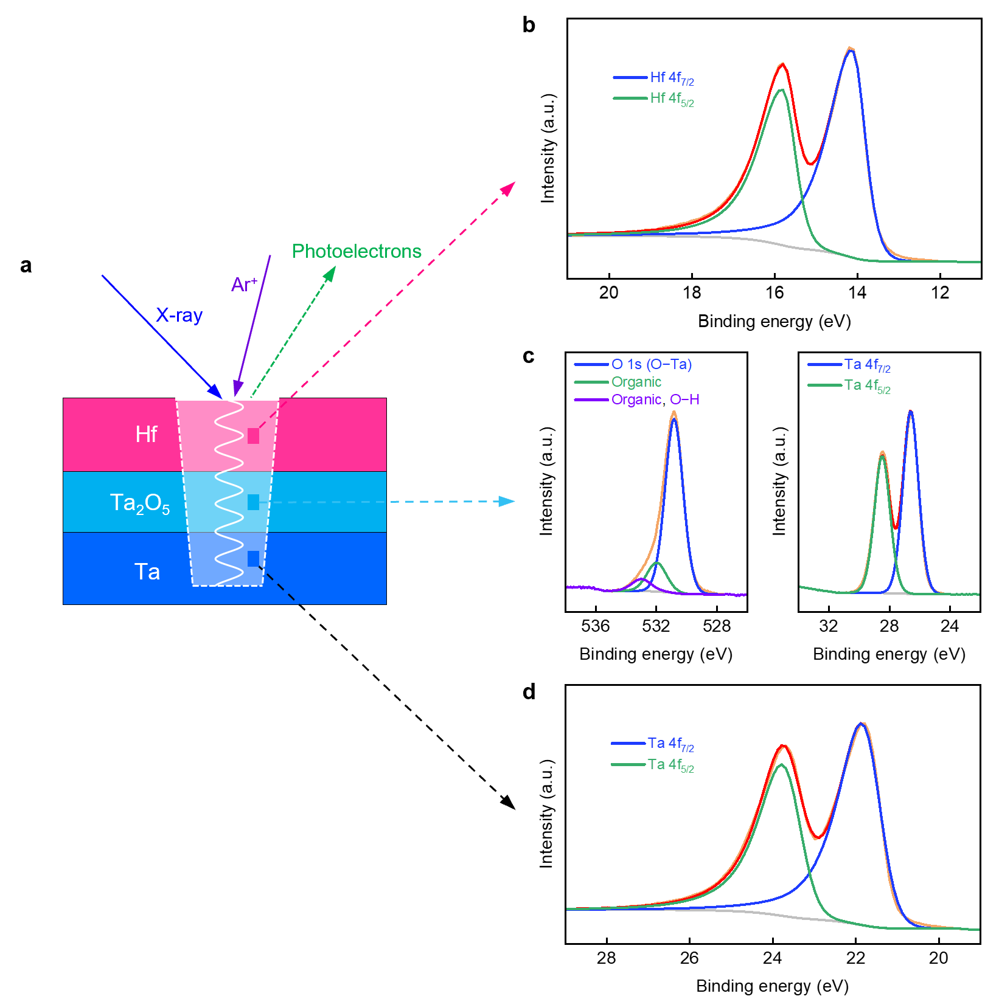 a
X-ray
Ar⁺
Photoelectrons
Hf
Ta₂O₅
Ta
b
Hf 4f₇/₂
Hf 4f₅/₂
Intensity (a.u.)
20 18 16 14 12
Binding energy (eV)
c
O 1s (O−Ta)
Organic
Organic, O−H
Intensity (a.u.)
536 532 528
Binding energy (eV)
Ta 4f₇/₂
Ta 4f₅/₂
Intensity (a.u.)
32 28 24
Binding energy (eV)
d
Ta 4f₇/₂
Ta 4f₅/₂
Intensity (a.u.)
28 26 24 22 20
Binding energy (eV)